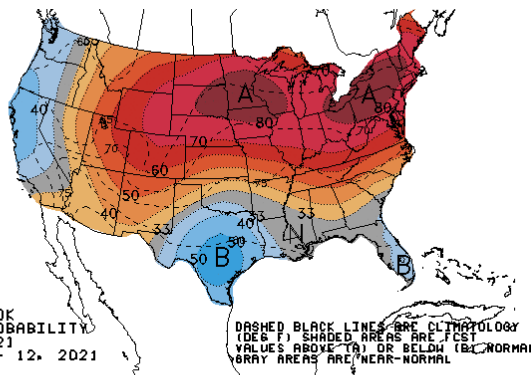 A
60
40
A
A
80
80
65
70
70
70
60
75
75
50
40
33
33
33
40
50
50
N
B
B
OK
OBABILITY
2]
- 12, 2021
DASHED BLACK LINES ARE CLIMATOLOGY
(DEG F) SHADED AREAS ARE FCST
VALUES ABOVE (A) OR BELOW (B) NORMAL
GRAY AREAS ARE NEAR-NORMAL